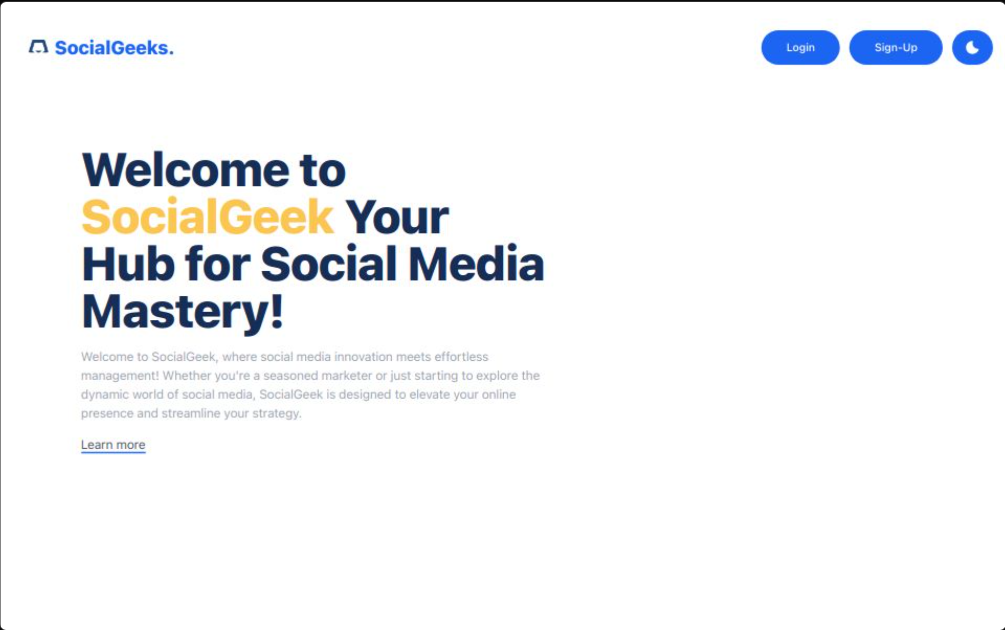 SocialGeeks.
Login
Sign-Up
Welcome to
SocialGeek Your
Hub for Social Media
Mastery!
Welcome to SocialGeek, where social media innovation meets effortless
management! Whether you're a seasoned marketer or just starting to explore the
dynamic world of social media, SocialGeek is designed to elevate your online
presence and streamline your strategy.
Learn more